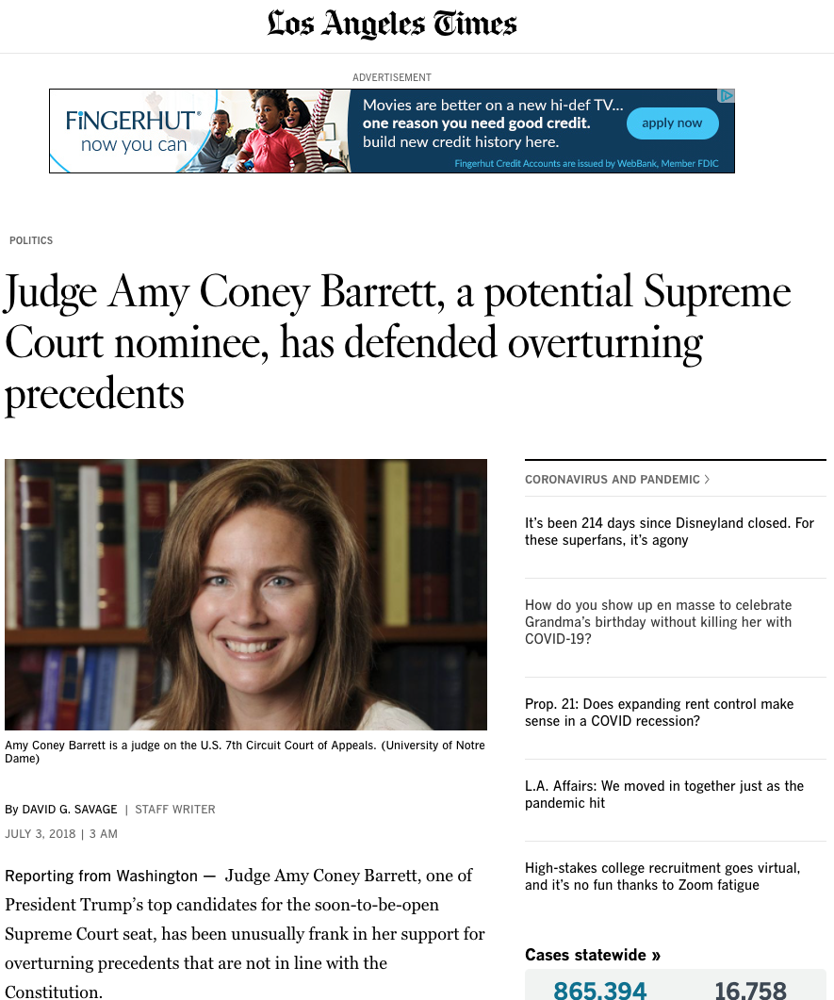 Los Angeles Times
ADVERTISEMENT
FiNGERHUT®
now you can
Movies are better on a new hi-def TV...
one reason you need good credit.
build new credit history here.
apply now
Fingerhut Credit Accounts are issued by WebBank, Member FDIC
POLITICS
Judge Amy Coney Barrett, a potential Supreme
Court nominee, has defended overturning
precedents
Amy Coney Barrett is a judge on the U.S. 7th Circuit Court of Appeals. (University of Notre
Dame)
By DAVID G. SAVAGE | STAFF WRITER
JULY 3, 2018 | 3 AM
Reporting from Washington — Judge Amy Coney Barrett, one of
President Trump’s top candidates for the soon-to-be-open
Supreme Court seat, has been unusually frank in her support for
overturning precedents that are not in line with the
Constitution.
CORONAVIRUS AND PANDEMIC >
It’s been 214 days since Disneyland closed. For
these superfans, it’s agony
How do you show up en masse to celebrate
Grandma’s birthday without killing her with
COVID-19?
Prop. 21: Does expanding rent control make
sense in a COVID recession?
L.A. Affairs: We moved in together just as the
pandemic hit
High-stakes college recruitment goes virtual,
and it’s no fun thanks to Zoom fatigue
Cases statewide »
865,394 16,758